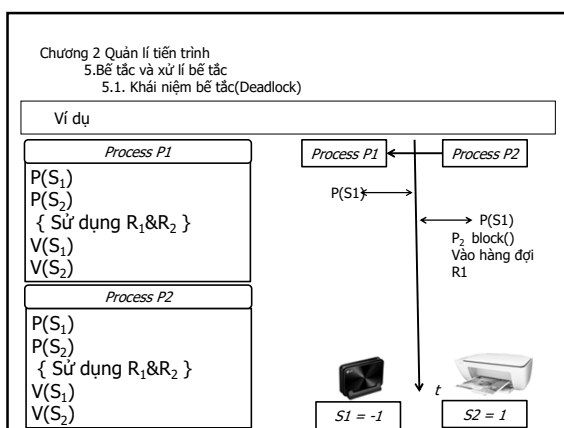 Chương 2 Quản lí tiến trình
5.Bế tắc và xử lí bế tắc
5.1. Khái niệm bế tắc(Deadlock)
Ví dụ
Process P1
P(S₁)
P(S₂)
{ Sử dụng R₁&R₂ }
V(S₁)
V(S₂)
Process P2
P(S₁)
P(S₂)
{ Sử dụng R₁&R₂ }
V(S₁)
V(S₂)
Process P1
Process P2
P(S1)
P(S1)
P₂ block()
Vào hàng đợi
R1
t
S1 = -1
S2 = 1